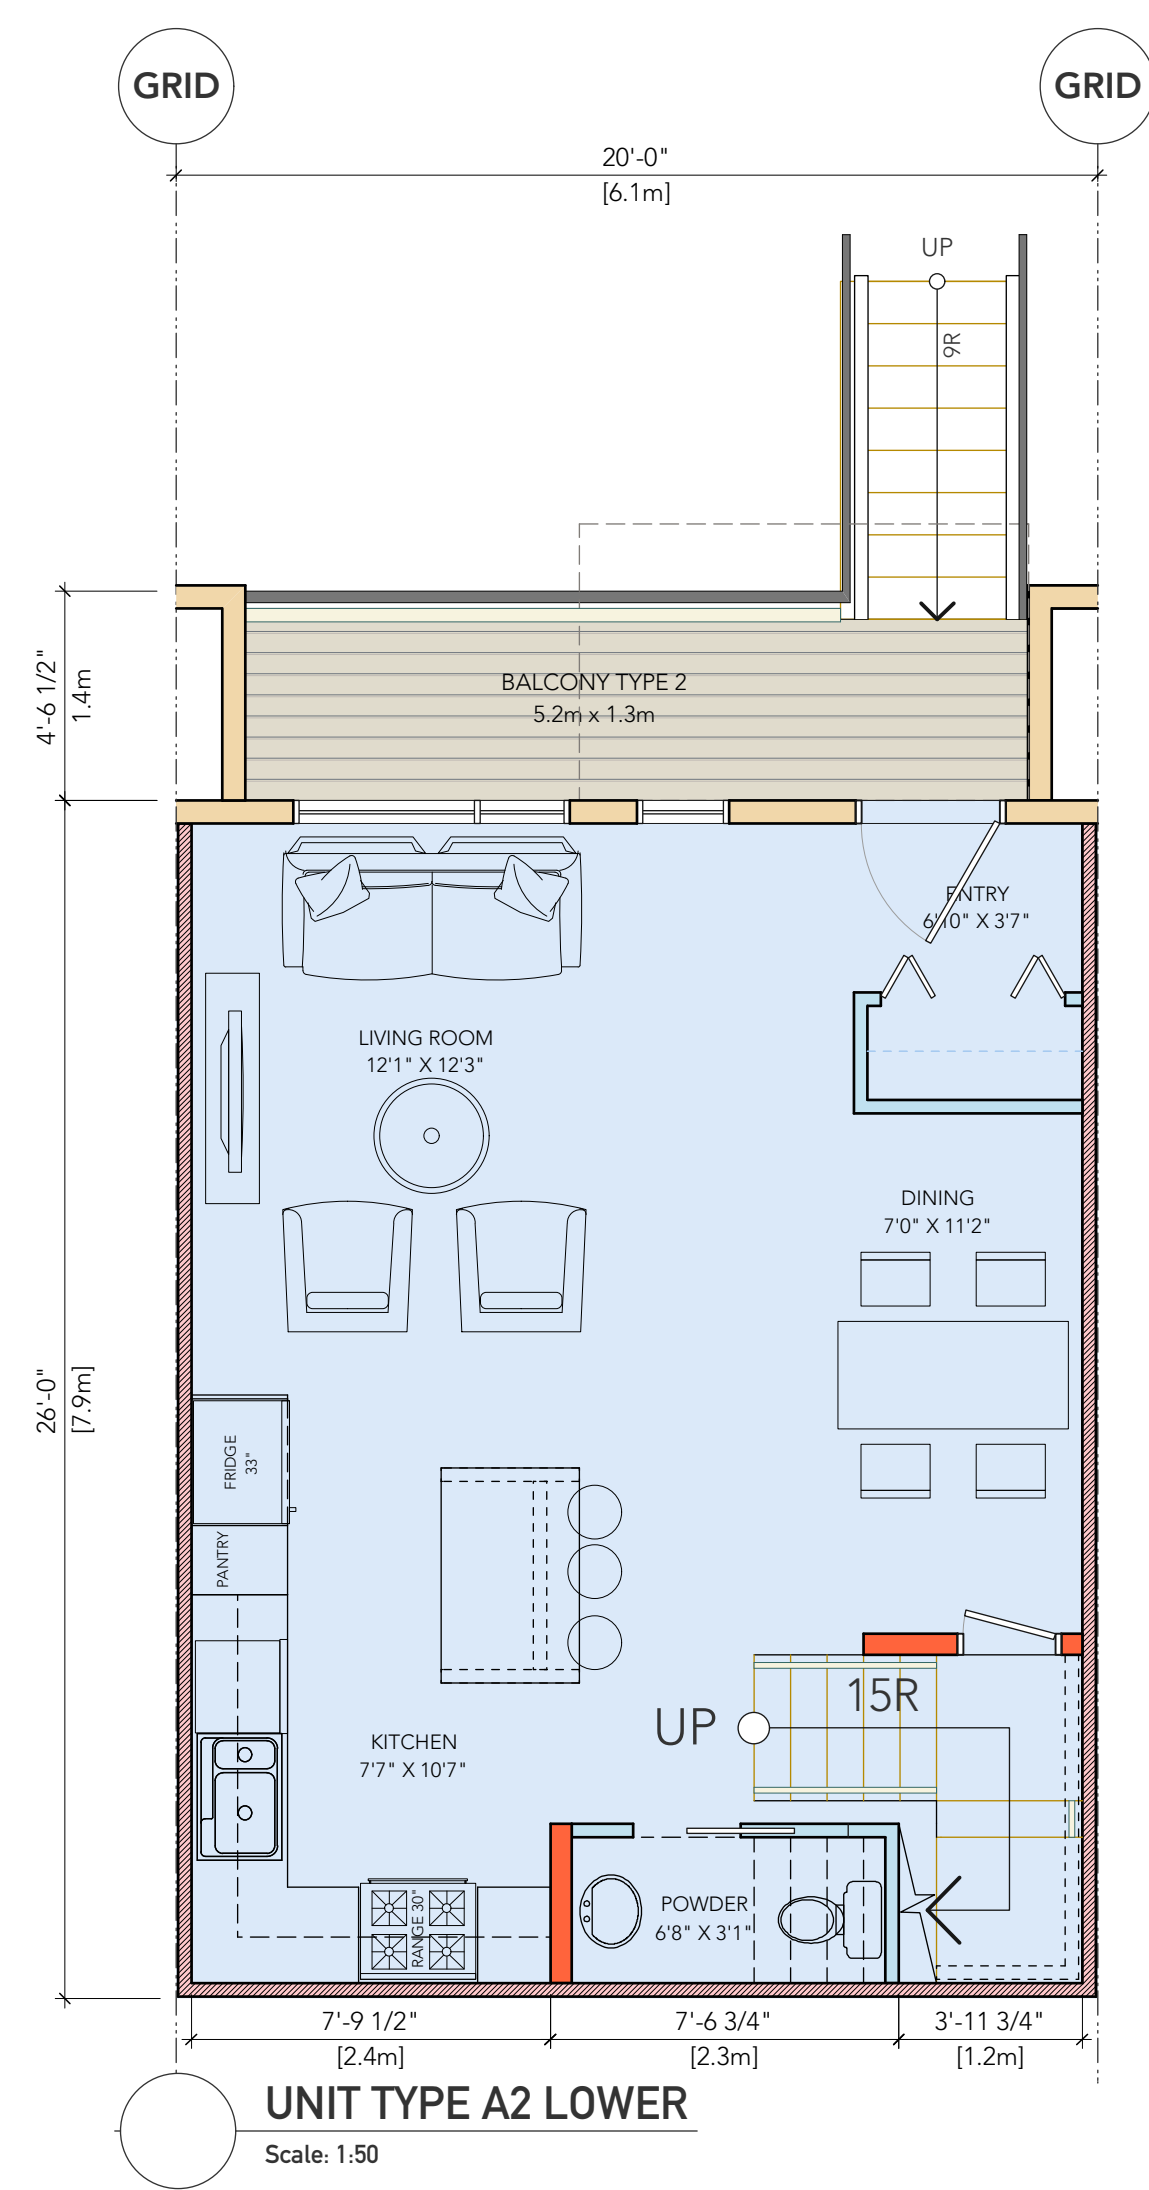 GRID
GRID
20'-0"
[6.1m]
UP
9R
4'-6 1/2"
1.4m
BALCONY TYPE 2
5.2m x 1.3m
ENTRY
6'10" X 3'7"
LIVING ROOM
12'1" X 12'3"
DINING
7'0" X 11'2"
26'-0"
[7.9m]
FRIDGE
33"
PANTRY
15R
UP
KITCHEN
7'7" X 10'7"
RANGE 30"
POWDER
6'8" X 3'1"
7'-9 1/2"
7'-6 3/4"
3'-11 3/4"
[2.4m]
[2.3m]
[1.2m]
UNIT TYPE A2 LOWER
Scale: 1:50